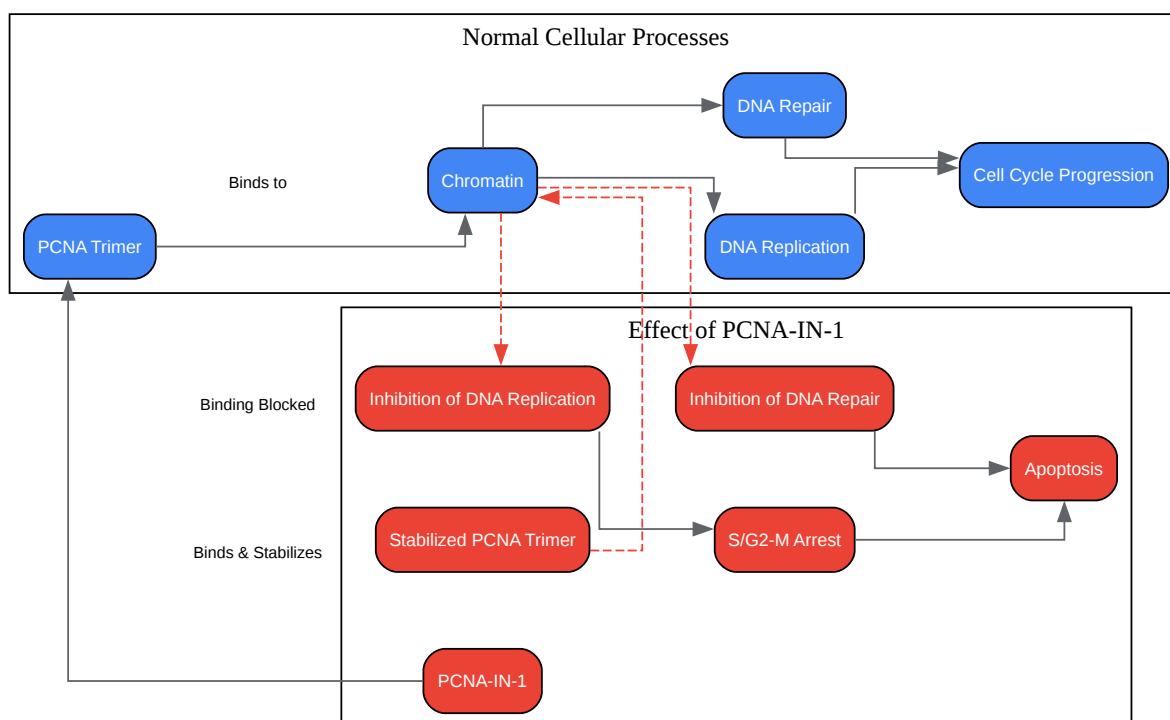 Normal Cellular Processes
DNA Repair
Cell Cycle Progression
Chromatin
Binds to
PCNA Trimer
DNA Replication
Effect of PCNA-IN-1
Inhibition of DNA Replication
Inhibition of DNA Repair
Binding Blocked
Apoptosis
Stabilized PCNA Trimer
S/G2-M Arrest
Binds & Stabilizes
PCNA-IN-1